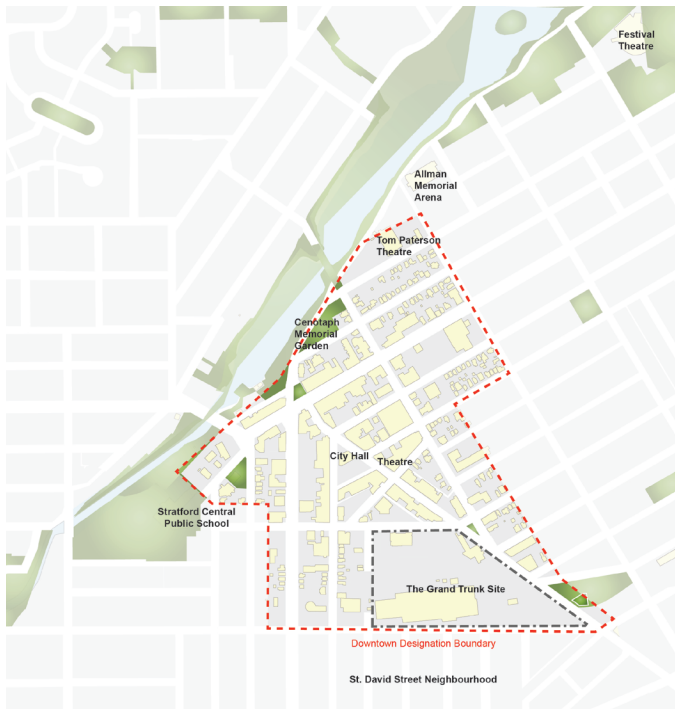 Festival
Theatre
Allman
Memorial
Arena
Tom Paterson
Theatre
Cenotaph
Memorial
Garden
City Hall
Theatre
Stratford Central
Public School
The Grand Trunk Site
Downtown Designation Boundary
St. David Street Neighbourhood